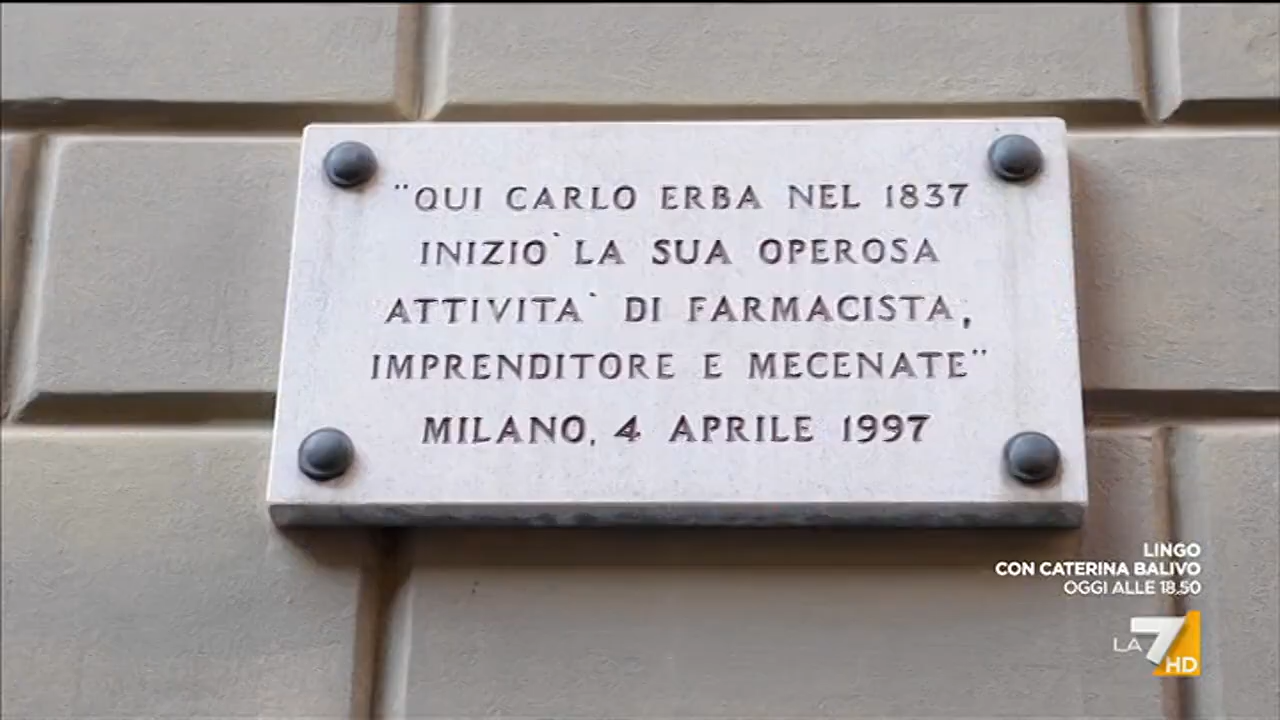 "QUI CARLO ERBA NEL 1837
INIZIO` LA SUA OPEROSA
ATTIVITA` DI FARMACISTA,
IMPRENDITORE E MECENATE"
MILANO, 4 APRILE 1997
LINGO
CON CATERINA BALIVO
OGGI ALLE 18.50
LA7
HD